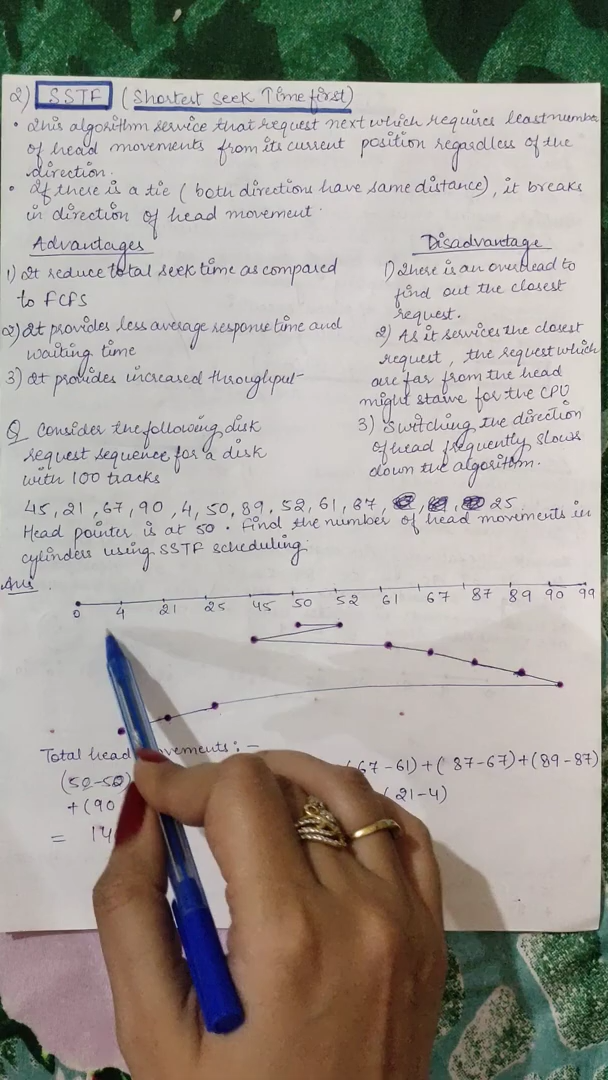 2) SSTF (Shortest Seek Time first)
• This algorithm service that request next which requires least number
of head movements from its current position regardless of the
direction.
• If there is a tie (both directions have same distance), it breaks
in direction of head movement.
Advantages
1) It reduce total seek time as compared
to FCFS
2) It provides less average response time and
waiting time
3) It provides increased throughput
Disadvantage
1) There is an overhead to
find out the closest
request.
2) As it services the closest
request, the request which
are far from the head
might starve for the CPU
3) Switching the direction
of head frequently slows
down the algorithm.
Q Consider the following disk
request sequence for a disk
with 100 tracks
45, 21, 67, 90, 4, 50, 89, 52, 61, 87, 25
Head pointer is at 50. Find the number of head movements in
cylinders using SSTF scheduling.
Ans
0 4 21 25 45 50 52 61 67 87 89 90 99
Total head movements : -
(50-50) (67-61)+(87-67)+(89-87)
+(90 (21-4)
= 14